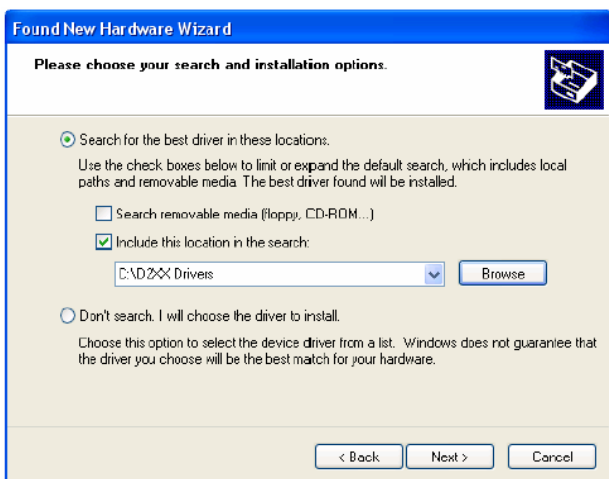 Found New Hardware Wizard
Please choose your search and installation options.
Search for the best driver in these locations.
Use the check boxes below to limit or expand the default search, which includes local
paths and removable media. The best driver found will be installed.
Search removable media (floppy, CD-ROM...)
Include this location in the search:
C:\D2XX Drivers
Browse
Don't search. I will choose the driver to install.
Choose this option to select the device driver from a list. Windows does not guarantee that
the driver you choose will be the best match for your hardware.
< Back Next > Cancel